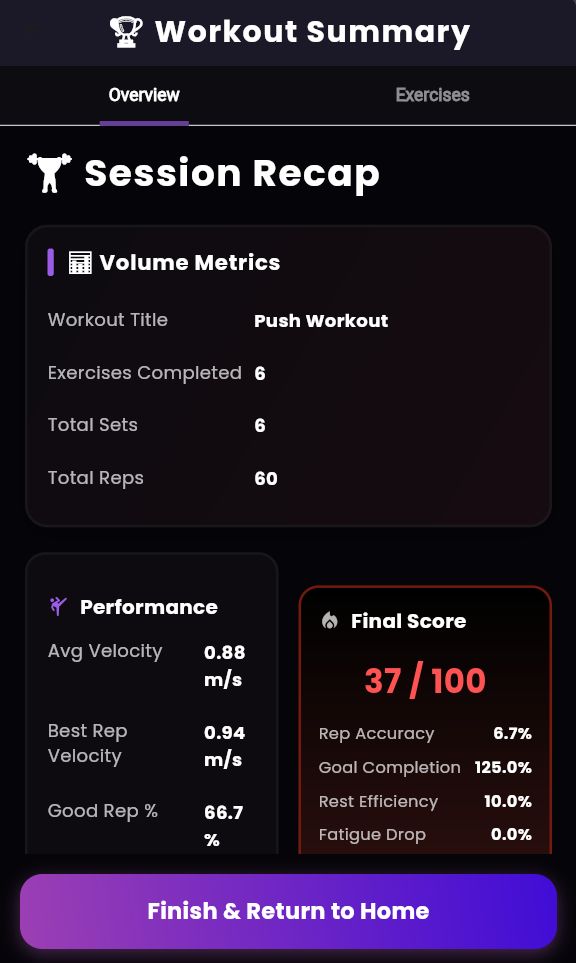 Workout Summary
Overview
Exercises
Session Recap
Volume Metrics
Workout Title Push Workout
Exercises Completed 6
Total Sets 6
Total Reps 60
Performance
Avg Velocity 0.88
m/s
Best Rep 0.94
Velocity m/s
Good Rep % 66.7
%
Final Score
37 / 100
Rep Accuracy 6.7%
Goal Completion 125.0%
Rest Efficiency 10.0%
Fatigue Drop 0.0%
Finish & Return to Home